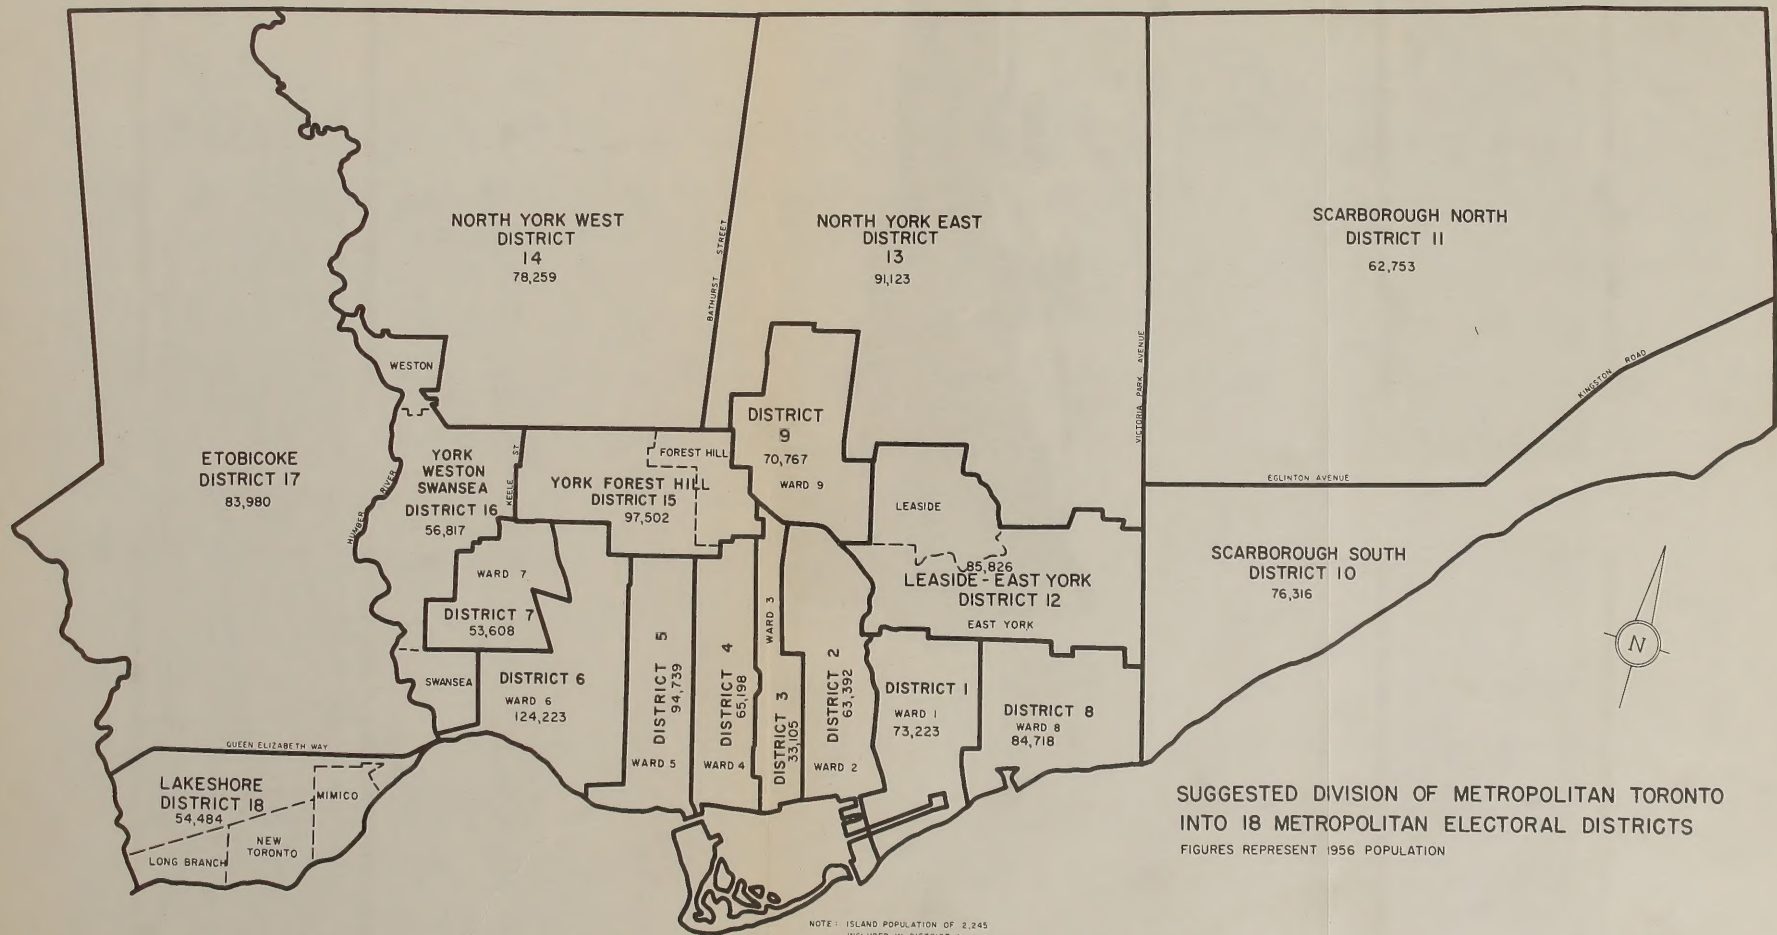 NORTH YORK WEST
DISTRICT
14
78,259
BATHURST STREET
NORTH YORK EAST
DISTRICT
13
91,123
VICTORIA PARK AVENUE
SCARBOROUGH NORTH
DISTRICT 11
62,753
KINGSTON ROAD
EGLINTON AVENUE
WESTON
ETOBICOKE
DISTRICT 17
83,980
HUMBER RIVER
YORK
WESTON
SWANSEA
DISTRICT 16
56,817
KEELE ST
FOREST HILL
YORK FOREST HILL
DISTRICT 15
97,502
DISTRICT
9
70,767
WARD 9
LEASIDE
85,826
LEASIDE - EAST YORK
DISTRICT 12
EAST YORK
SCARBOROUGH SOUTH
DISTRICT 10
76,316
N
WARD 7
DISTRICT 7
53,608
SWANSEA
DISTRICT 6
WARD 6
124,223
DISTRICT 5
94,739
WARD 5
DISTRICT 4
65,198
WARD 4
WARD 3
DISTRICT 3
33,105
DISTRICT 2
63,392
WARD 2
DISTRICT 1
WARD 1
73,223
DISTRICT 8
WARD 8
84,718
QUEEN ELIZABETH WAY
LAKESHORE
DISTRICT 18
54,484
MIMICO
NEW
TORONTO
LONG BRANCH
SUGGESTED DIVISION OF METROPOLITAN TORONTO
INTO 18 METROPOLITAN ELECTORAL DISTRICTS
FIGURES REPRESENT 1956 POPULATION
NOTE: ISLAND POPULATION OF 2,245